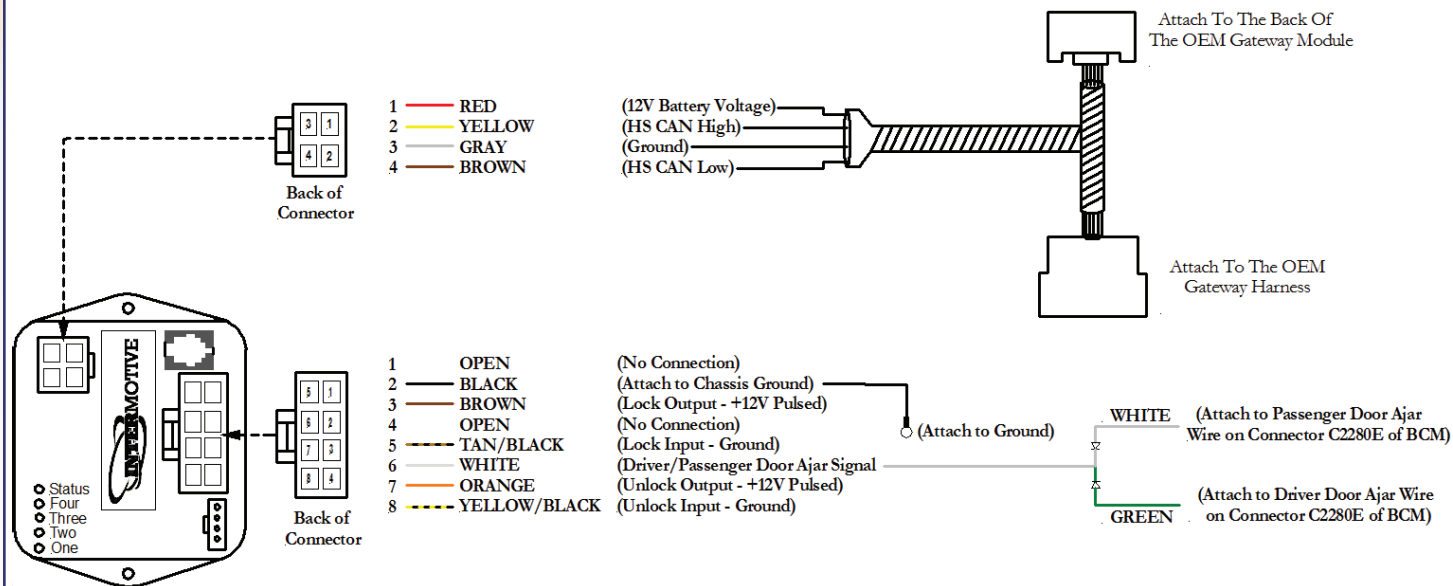 Attach To The Back Of
The OEM Gateway Module
3 1
4 2
Back of
Connector
1 RED (12V Battery Voltage)
2 YELLOW (HS CAN High)
3 GRAY (Ground)
4 BROWN (HS CAN Low)
Attach To The OEM
Gateway Harness
INTERMOTIVE
Status
Four
Three
Two
One
5 1
6 2
7 3
8 4
Back of
Connector
1 OPEN (No Connection)
2 BLACK (Attach to Chassis Ground)
3 BROWN (Lock Output - +12V Pulsed)
4 OPEN (No Connection)
5 TAN/BLACK (Lock Input - Ground)
6 WHITE (Driver/Passenger Door Ajar Signal
7 ORANGE (Unlock Output - +12V Pulsed)
8 YELLOW/BLACK (Unlock Input - Ground)
(Attach to Ground)
WHITE (Attach to Passenger Door Ajar
Wire on Connector C2280E of BCM)
GREEN (Attach to Driver Door Ajar Wire
on Connector C2280E of BCM)